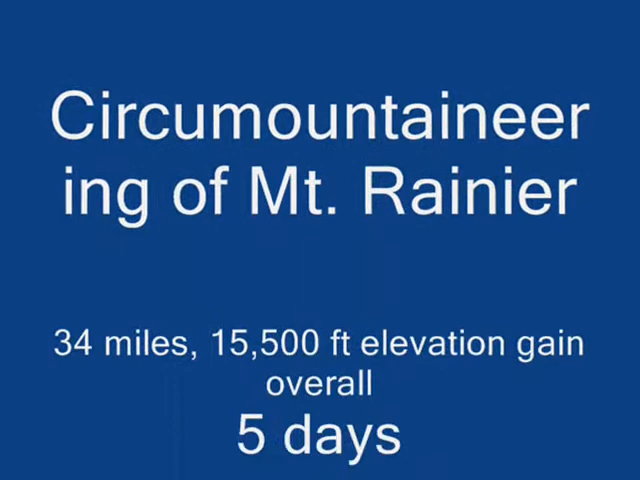 Circumountaineer
ing of Mt. Rainier
34 miles, 15,500 ft elevation gain
overall
5 days